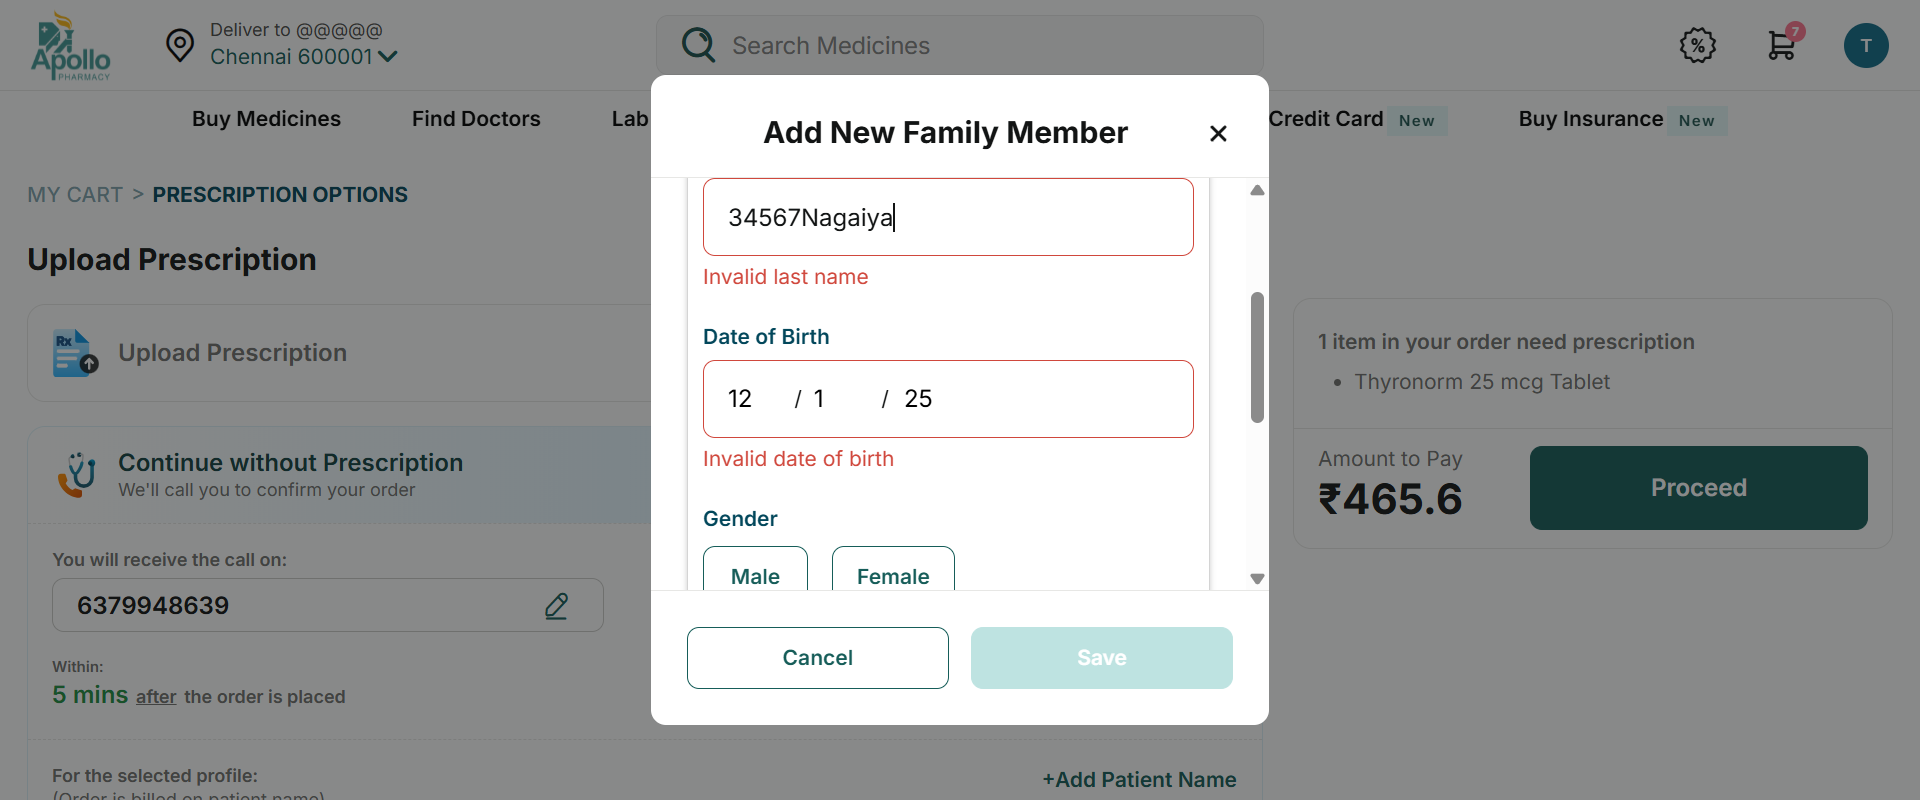 Apollo
PHARMACY
Deliver to @@@@@
Chennai 600001
Search Medicines
%
7
T
Buy Medicines
Find Doctors
Lab
Credit Card New
Buy Insurance New
MY CART > PRESCRIPTION OPTIONS
Upload Prescription
Rx
Upload Prescription
Continue without Prescription
We'll call you to confirm your order
You will receive the call on:
6379948639
Within:
5 mins after the order is placed
For the selected profile:
(Order is billed on patient name)
+Add Patient Name
Add New Family Member
34567Nagaiya
Invalid last name
Date of Birth
12 / 1 / 25
Invalid date of birth
Gender
Male
Female
Cancel
Save
1 item in your order need prescription
• Thyronorm 25 mcg Tablet
Amount to Pay
₹465.6
Proceed